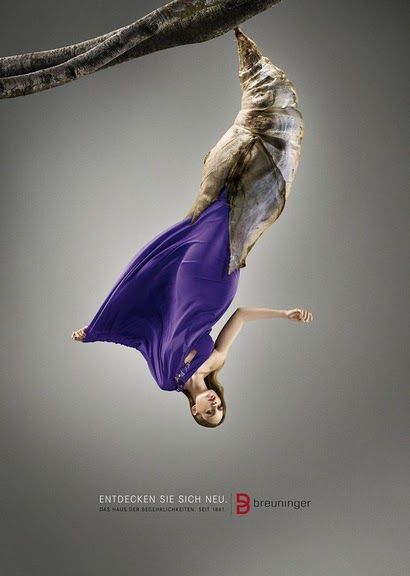 ENTDECKEN SIE SICH NEU.
DAS HAUS DER BEGEHRLICHKEITEN. SEIT 1881.
B breuninger